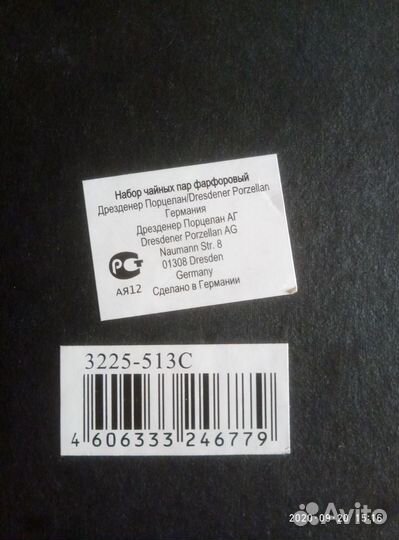 Набор чайных пар фарфоровый
Дрезденер Порцелан/Dresdener Porzellan
Германия
Дрезденер Порцелан АГ
Dresdener Porzellan AG
Naumann Str. 8
01308 Dresden
Germany
Сделано в Германии
РСТ
АЯ12
3225-513C
4 606333 246779
2020-09-20 15:16
Avito